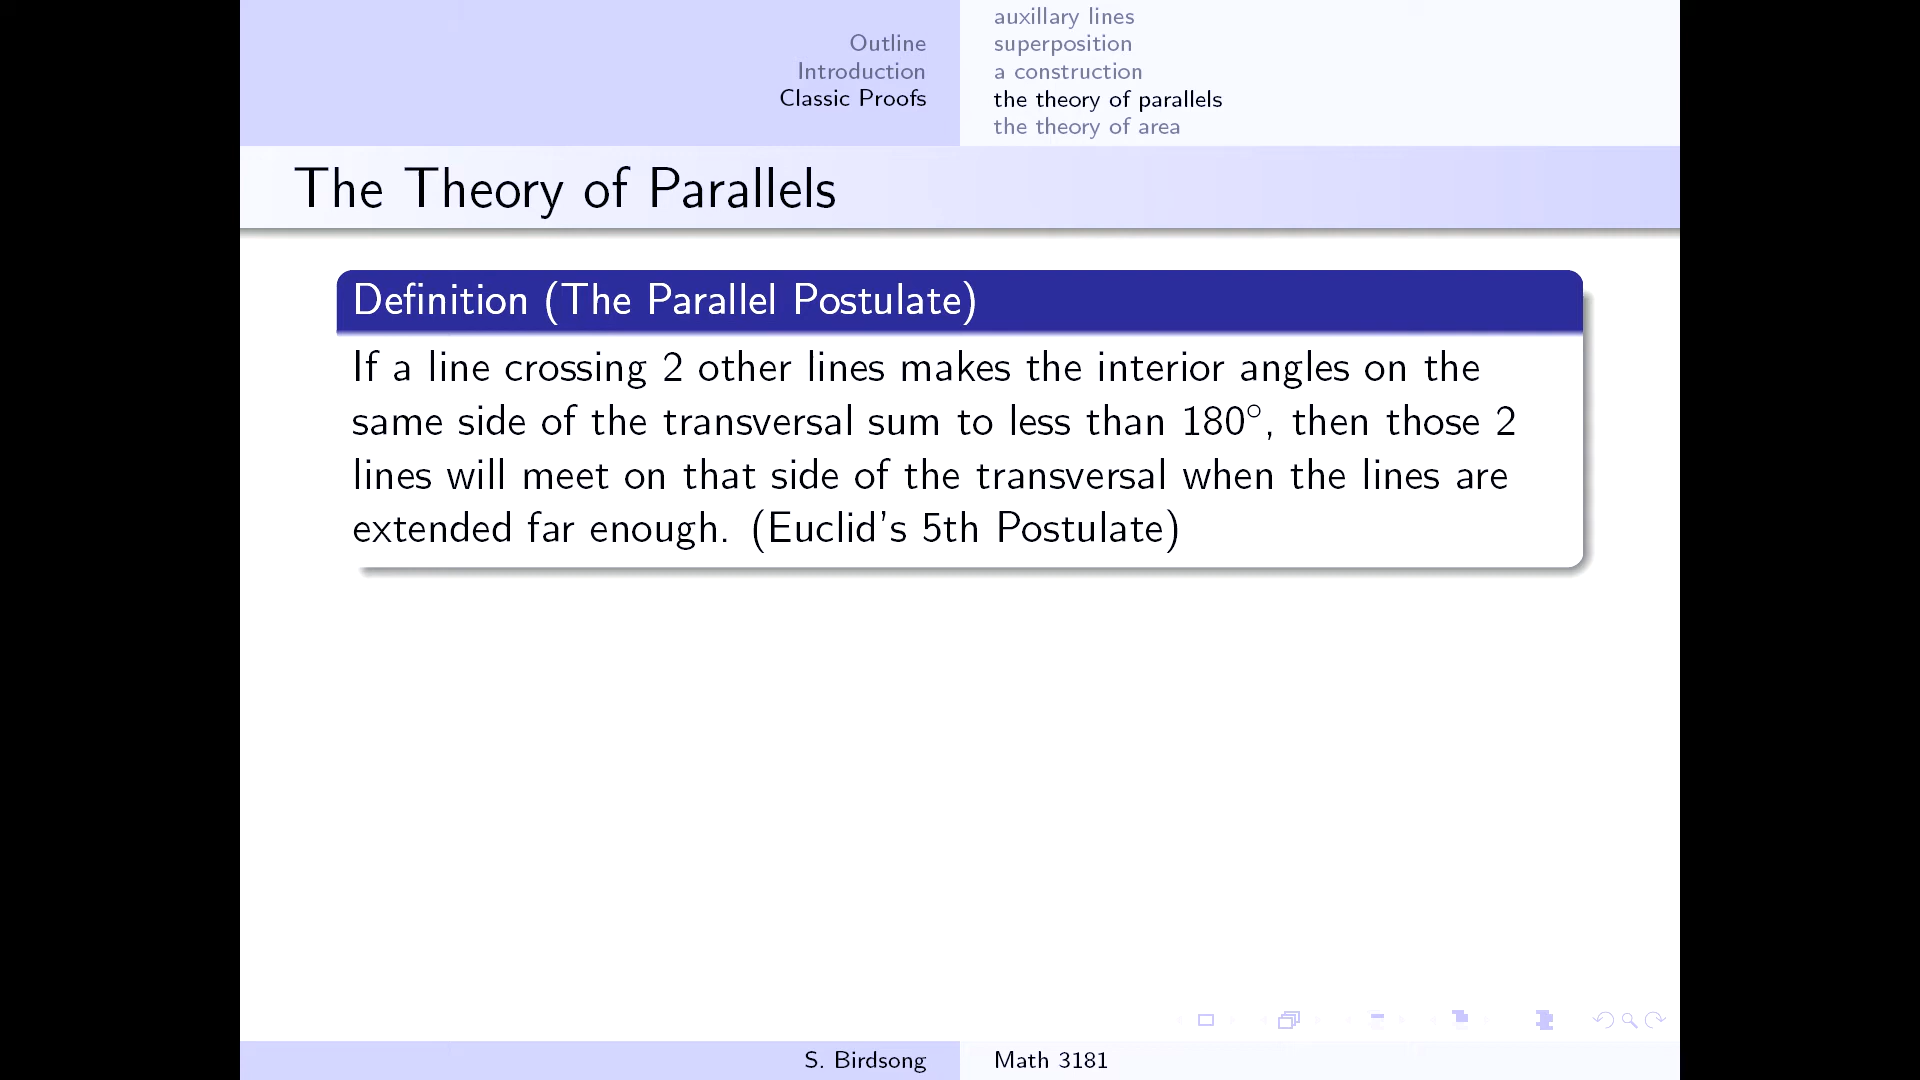 Outline
Introduction
Classic Proofs
auxillary lines
superposition
a construction
the theory of parallels
the theory of area
The Theory of Parallels
Definition (The Parallel Postulate)
If a line crossing 2 other lines makes the interior angles on the
same side of the transversal sum to less than 180°, then those 2
lines will meet on that side of the transversal when the lines are
extended far enough. (Euclid's 5th Postulate)
S. Birdsong
Math 3181